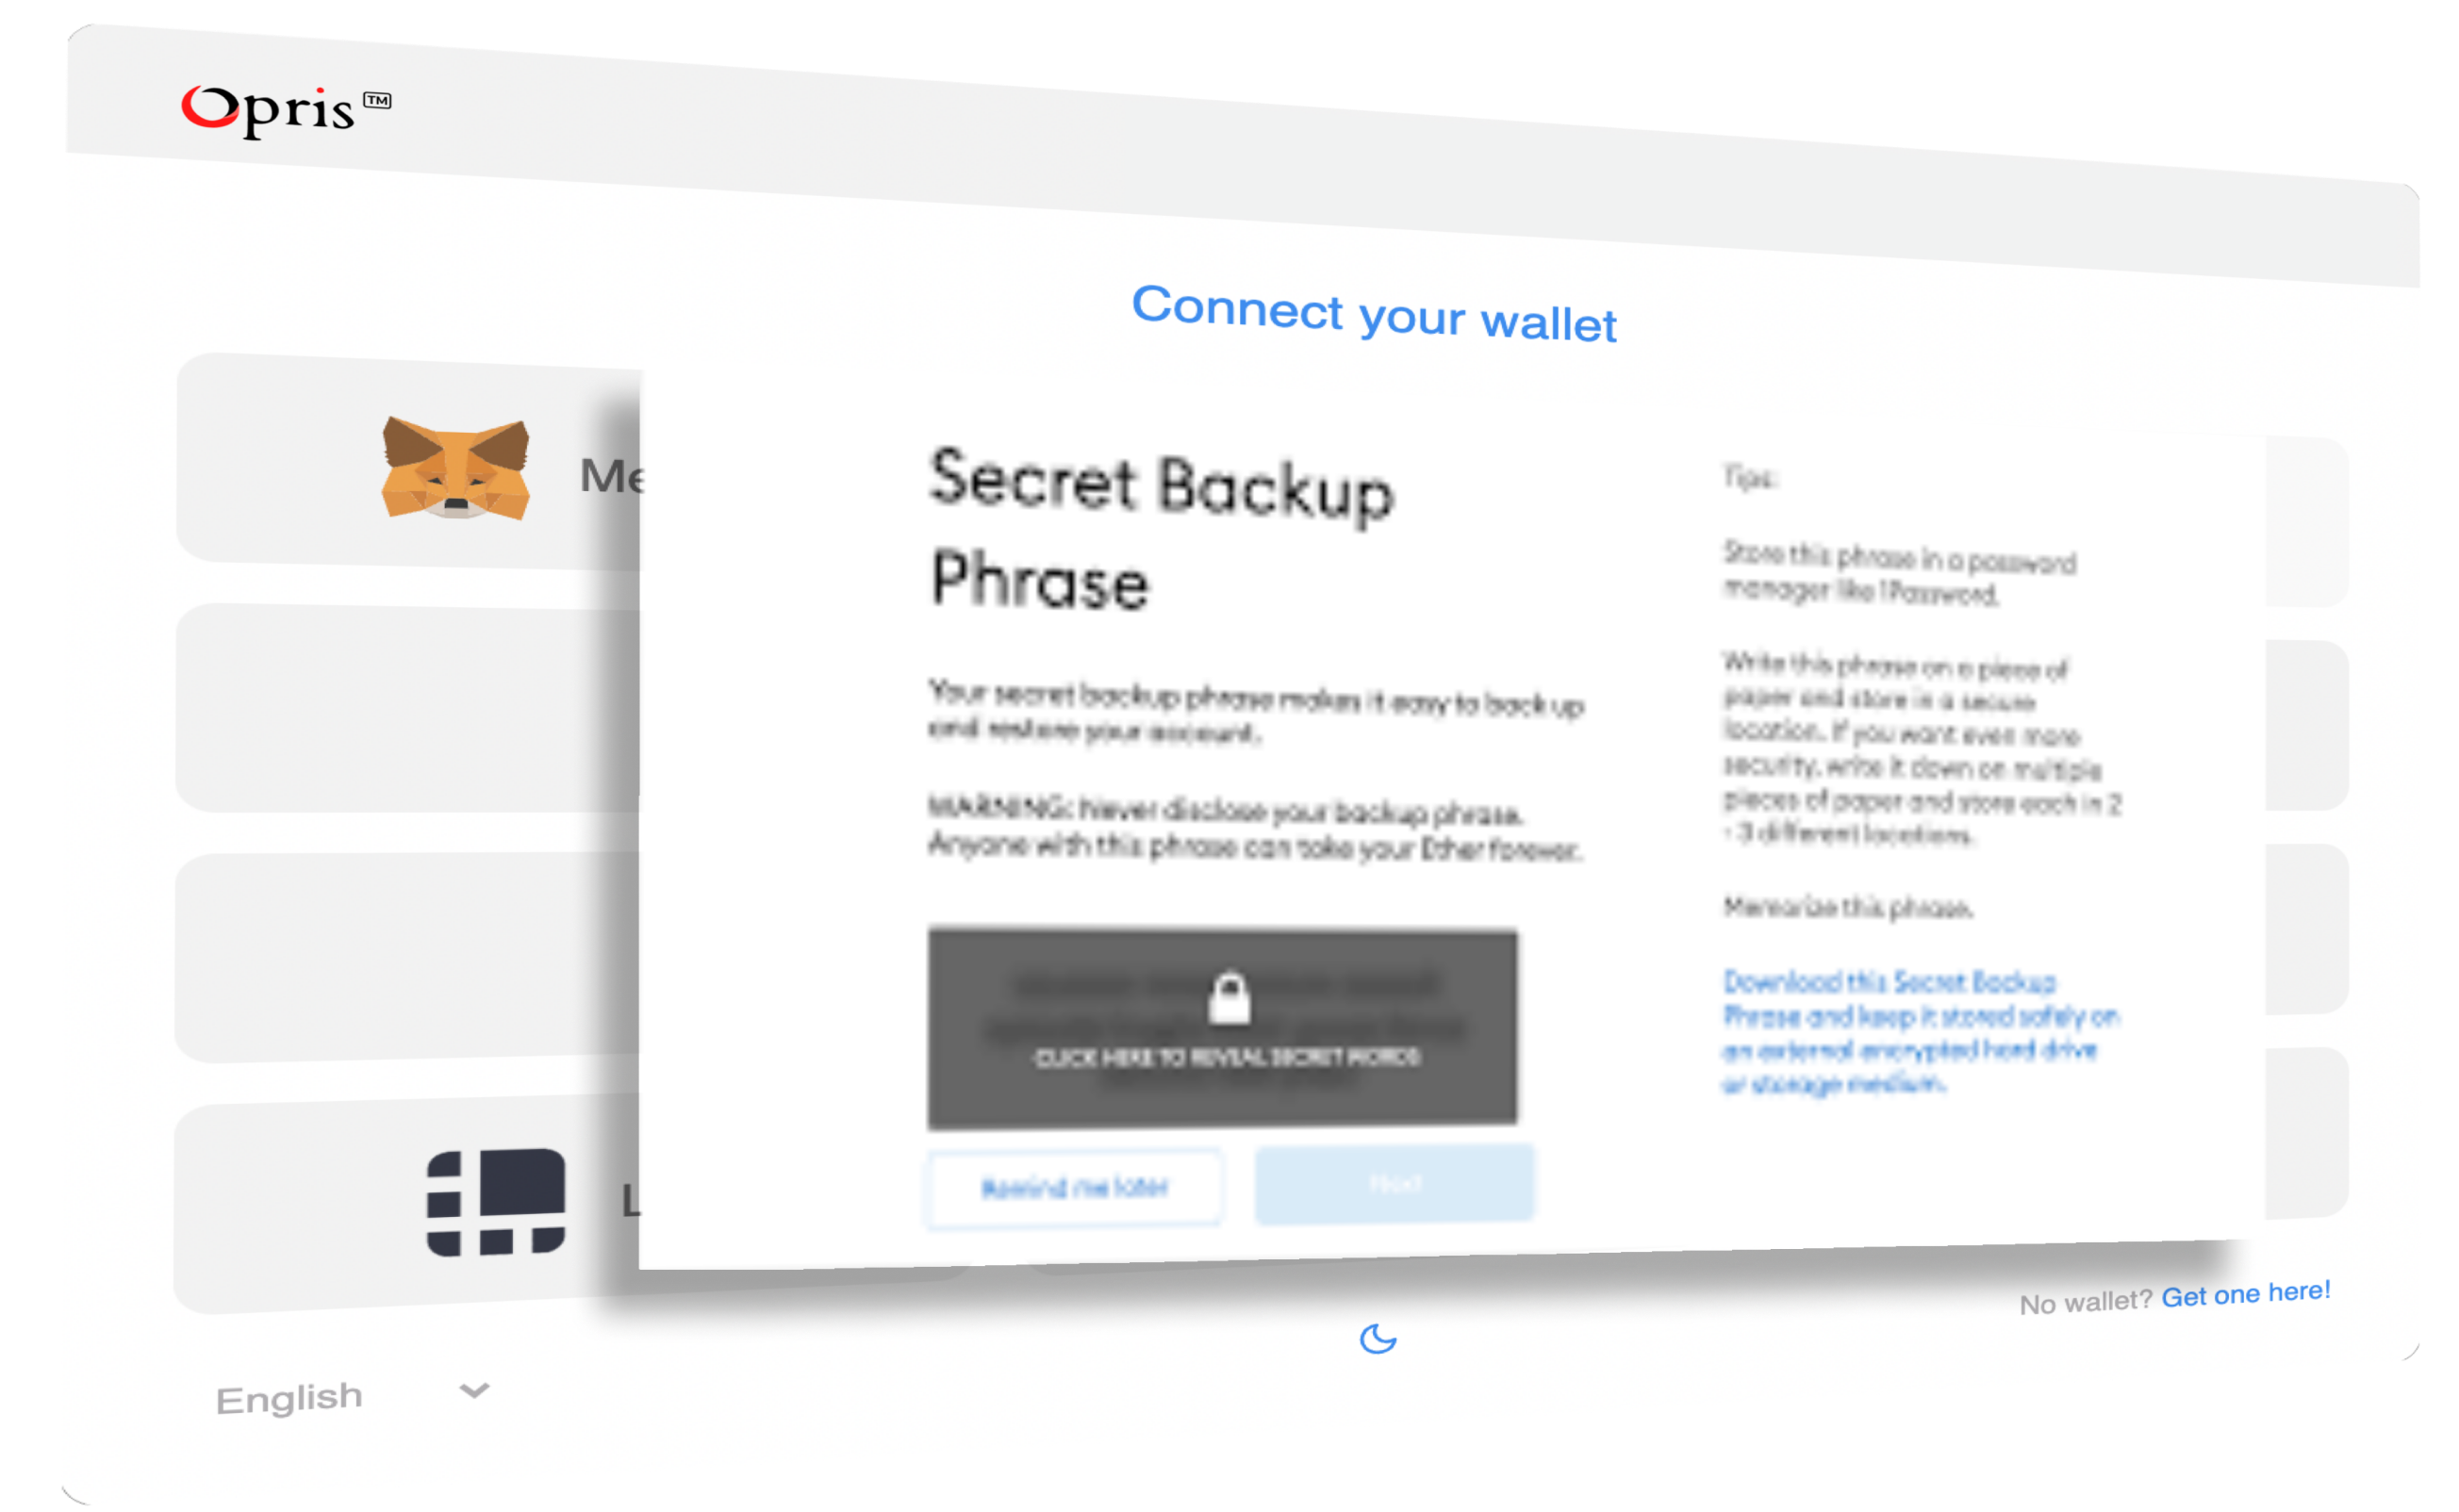 Opris TM
Connect your wallet
Me
Secret Backup
Phrase
Your secret backup phrase makes it easy to back up
and restore your account.
WARNING: Never disclose your backup phrase.
Anyone with this phrase can take your Ether forever.
CLICK HERE TO REVEAL SECRET WORDS
Remind me later
Next
Tips:
Store this phrase in a password
manager like 1Password.
Write this phrase on a piece of
paper and store in a secure
location. If you want even more
security, write it down on multiple
pieces of paper and store each in 2
- 3 different locations.
Memorize this phrase.
Download this Secret Backup
Phrase and keep it stored safely on
an external encrypted hard drive
or storage medium.
L
No wallet? Get one here!
English